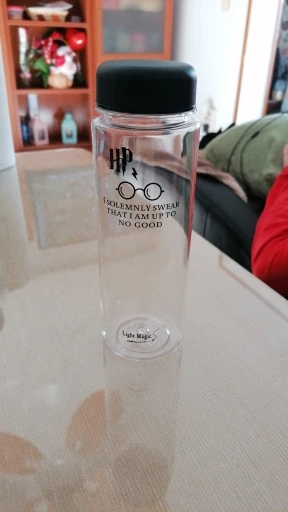 HP
I SOLEMNLY SWEAR
THAT I AM UP TO
NO GOOD
Light Magic